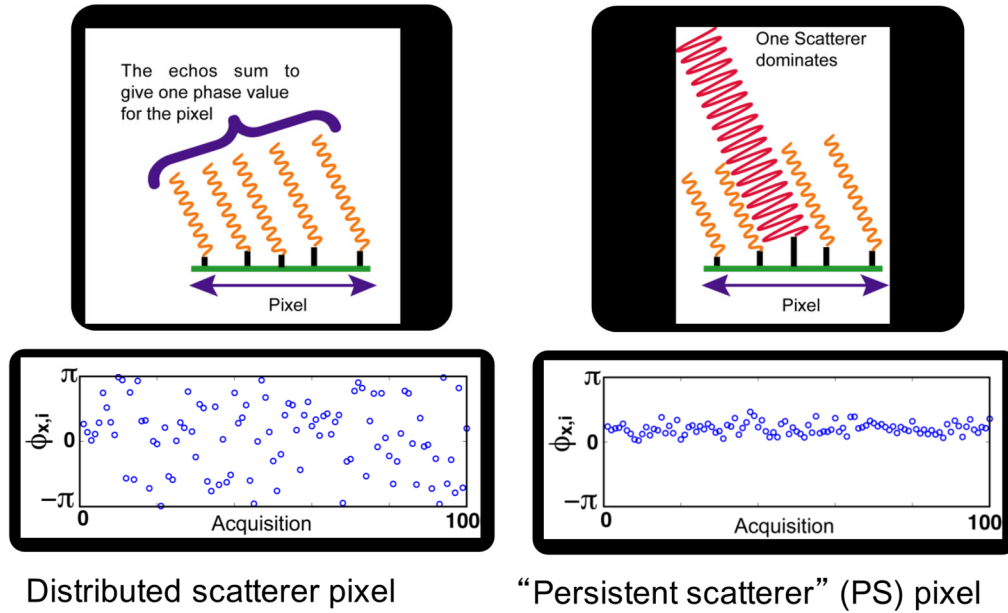 The echos sum to
give one phase value
for the pixel
Pixel
One Scatterer
dominates
Pixel
π
ϕx,i
0
−π
0
Acquisition
100
π
ϕx,i
0
−π
0
Acquisition
100
Distributed scatterer pixel
“Persistent scatterer” (PS) pixel